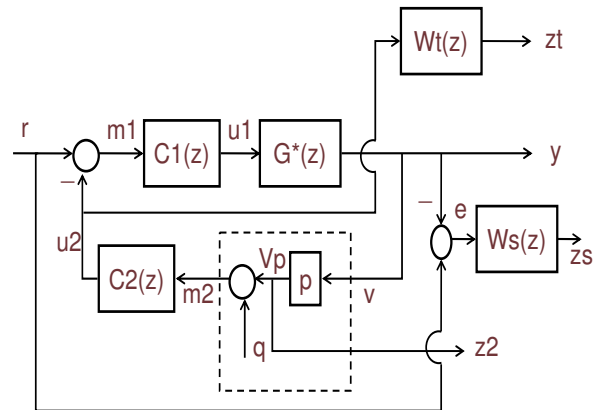 Wt(z)
zt
r
m1
C1(z)
u1
G*(z)
y
−
−
e
Ws(z)
zs
u2
C2(z)
m2
Vp
p
v
q
z2